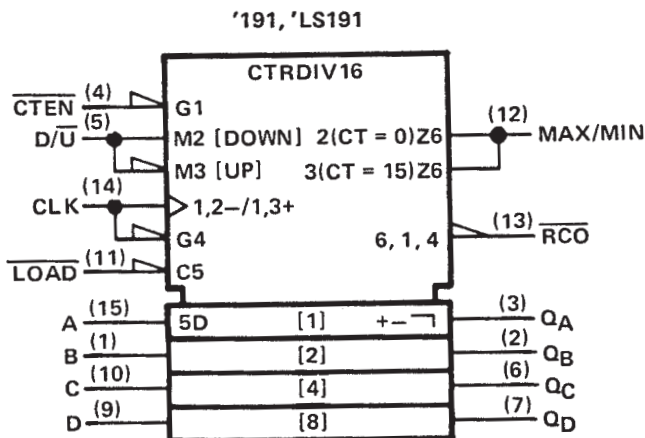 '191, 'LS191
CTRDIV16
CTEN (4) G1
D/U (5) M2 [DOWN] 2(CT = 0)Z6 (12) MAX/MIN
M3 [UP] 3(CT = 15)Z6
CLK (14) 1,2–/1,3+
G4 6, 1, 4 (13) RCO
LOAD (11) C5
A (15) 5D [1] +– ¬ (3) QA
B (1) [2] (2) QB
C (10) [4] (6) QC
D (9) [8] (7) QD